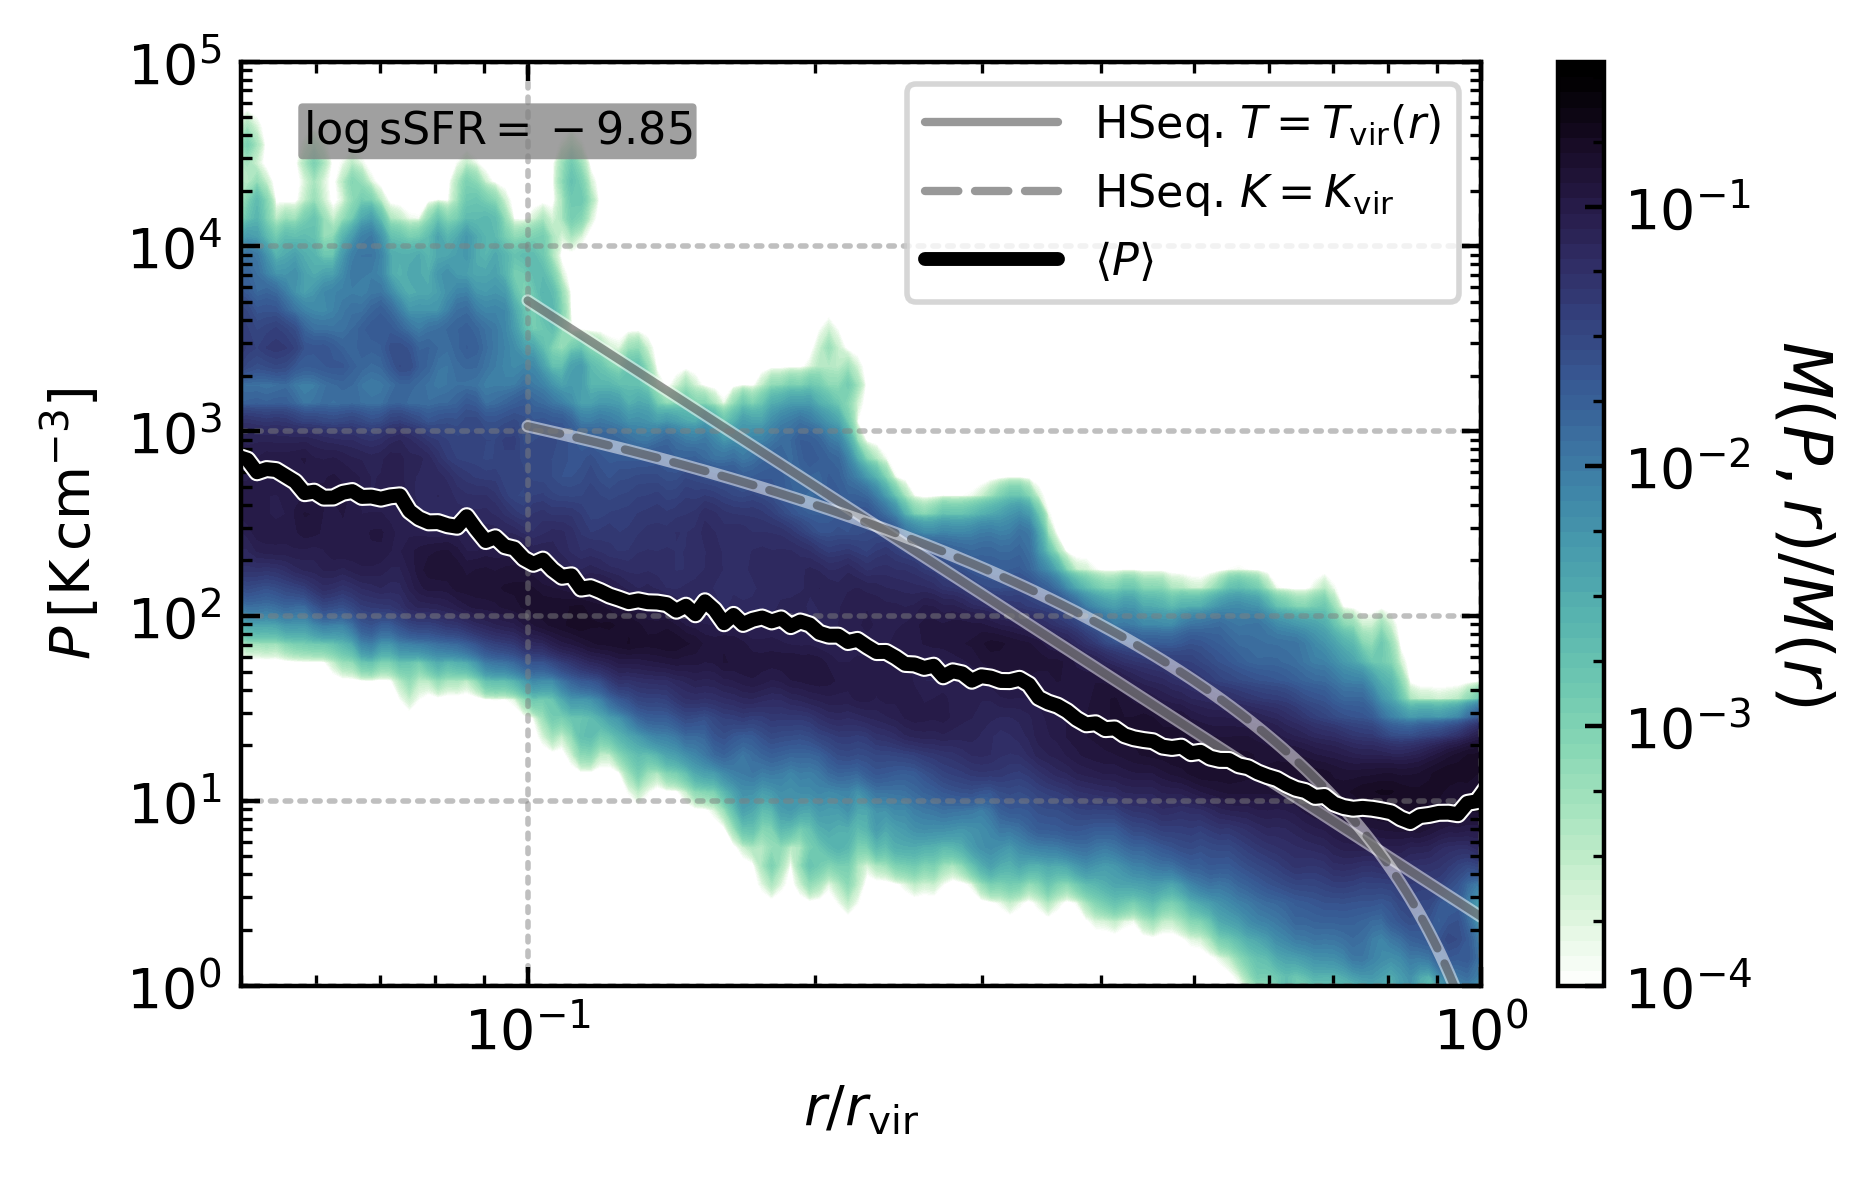 10^5
10^4
10^3
10^2
10^1
10^0
P [K cm^{-3}]
log sSFR = −9.85
HSeq. T = T_vir(r)
HSeq. K = K_vir
⟨P⟩
10^{-1}
10^0
r/r_vir
10^{-1}
10^{-2}
10^{-3}
10^{-4}
M(P, r)/M(r)